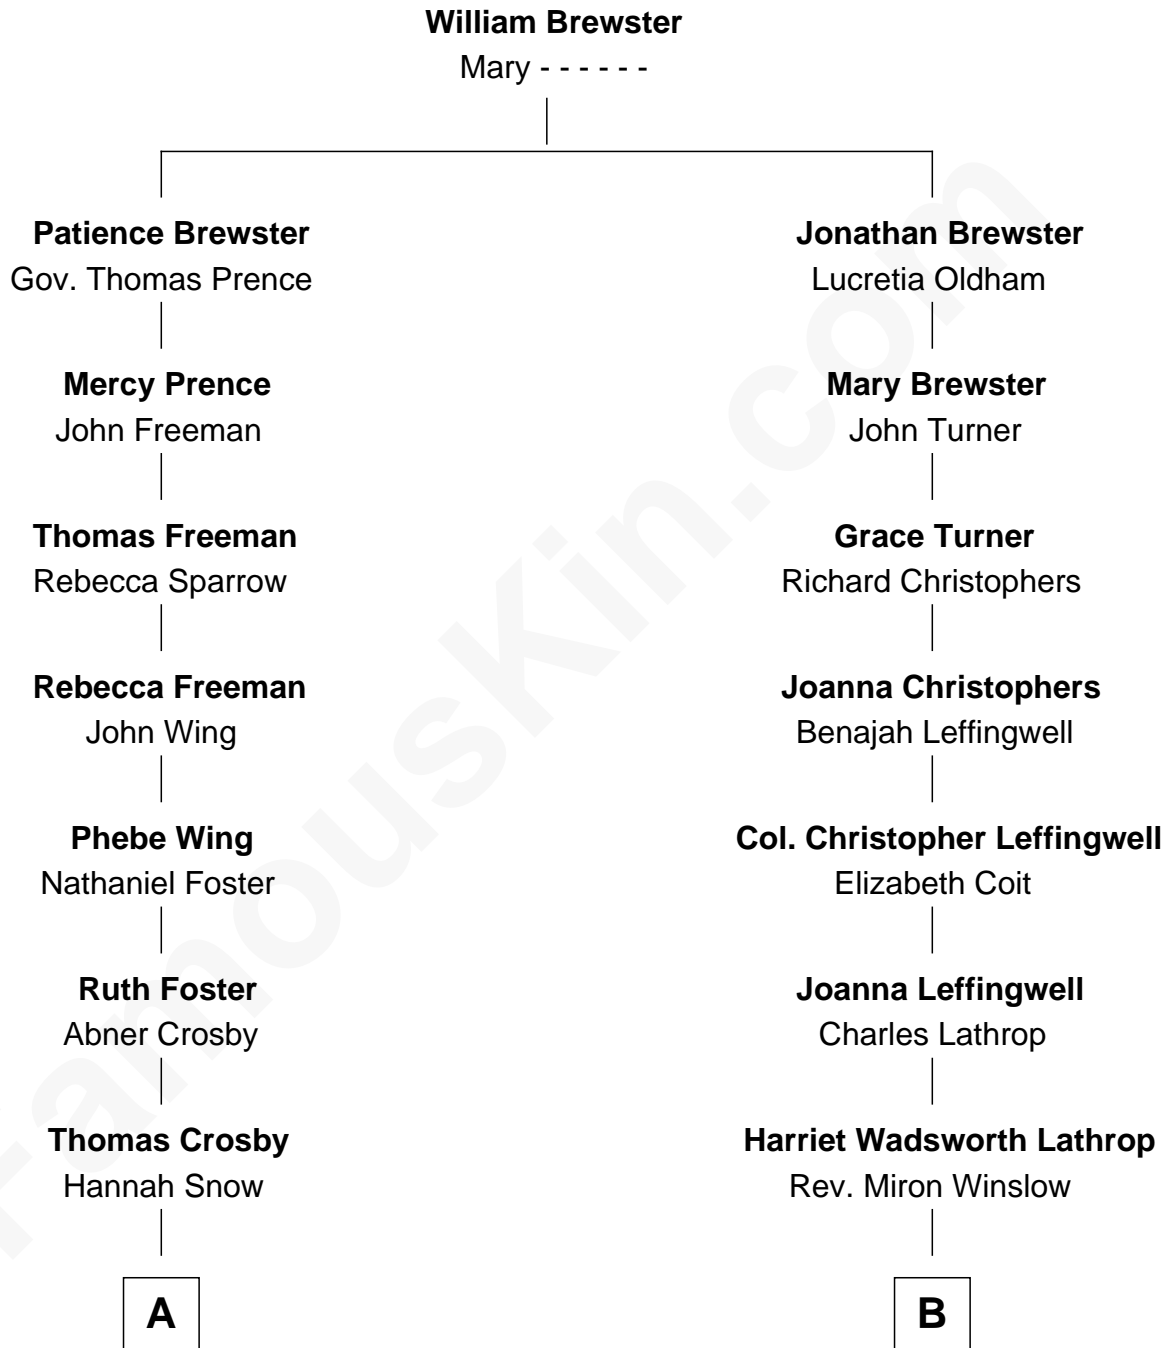 William Brewster
Mary - - - - - -
Patience Brewster
Gov. Thomas Prence
Jonathan Brewster
Lucretia Oldham
Mercy Prence
John Freeman
Mary Brewster
John Turner
Thomas Freeman
Rebecca Sparrow
Grace Turner
Richard Christophers
Rebecca Freeman
John Wing
Joanna Christophers
Benajah Leffingwell
Phebe Wing
Nathaniel Foster
Col. Christopher Leffingwell
Elizabeth Coit
Ruth Foster
Abner Crosby
Joanna Leffingwell
Charles Lathrop
Thomas Crosby
Hannah Snow
Harriet Wadsworth Lathrop
Rev. Miron Winslow
A
B
FamousKin.com